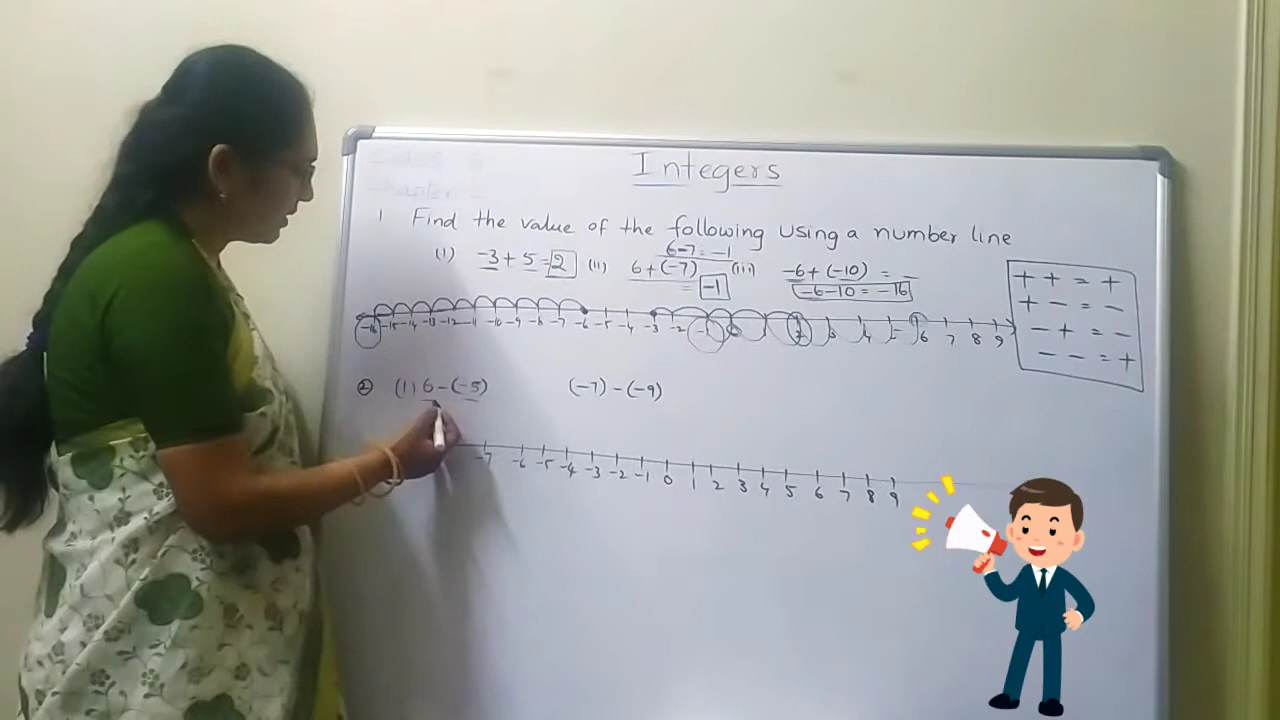 Integers
1 Find the value of the following using a number line
6-7=-1
(i) -3+5=2 (ii) 6+(-7) (iii) -6+(-10) = -
= -1
-6-10=-16
+ + = +
+ - = -
- + = -
- - = +
-16 -15 -14 -13 -12 -11 -10 -9 -8 -7 -6 -5 -4 -3 -2 -1 2 3 4 6 7 8 9
② (1) 6-(-5) (-7)-(-9)
-7 -6 -5 -4 -3 -2 -1 0 1 2 3 4 5 6 7 8 9